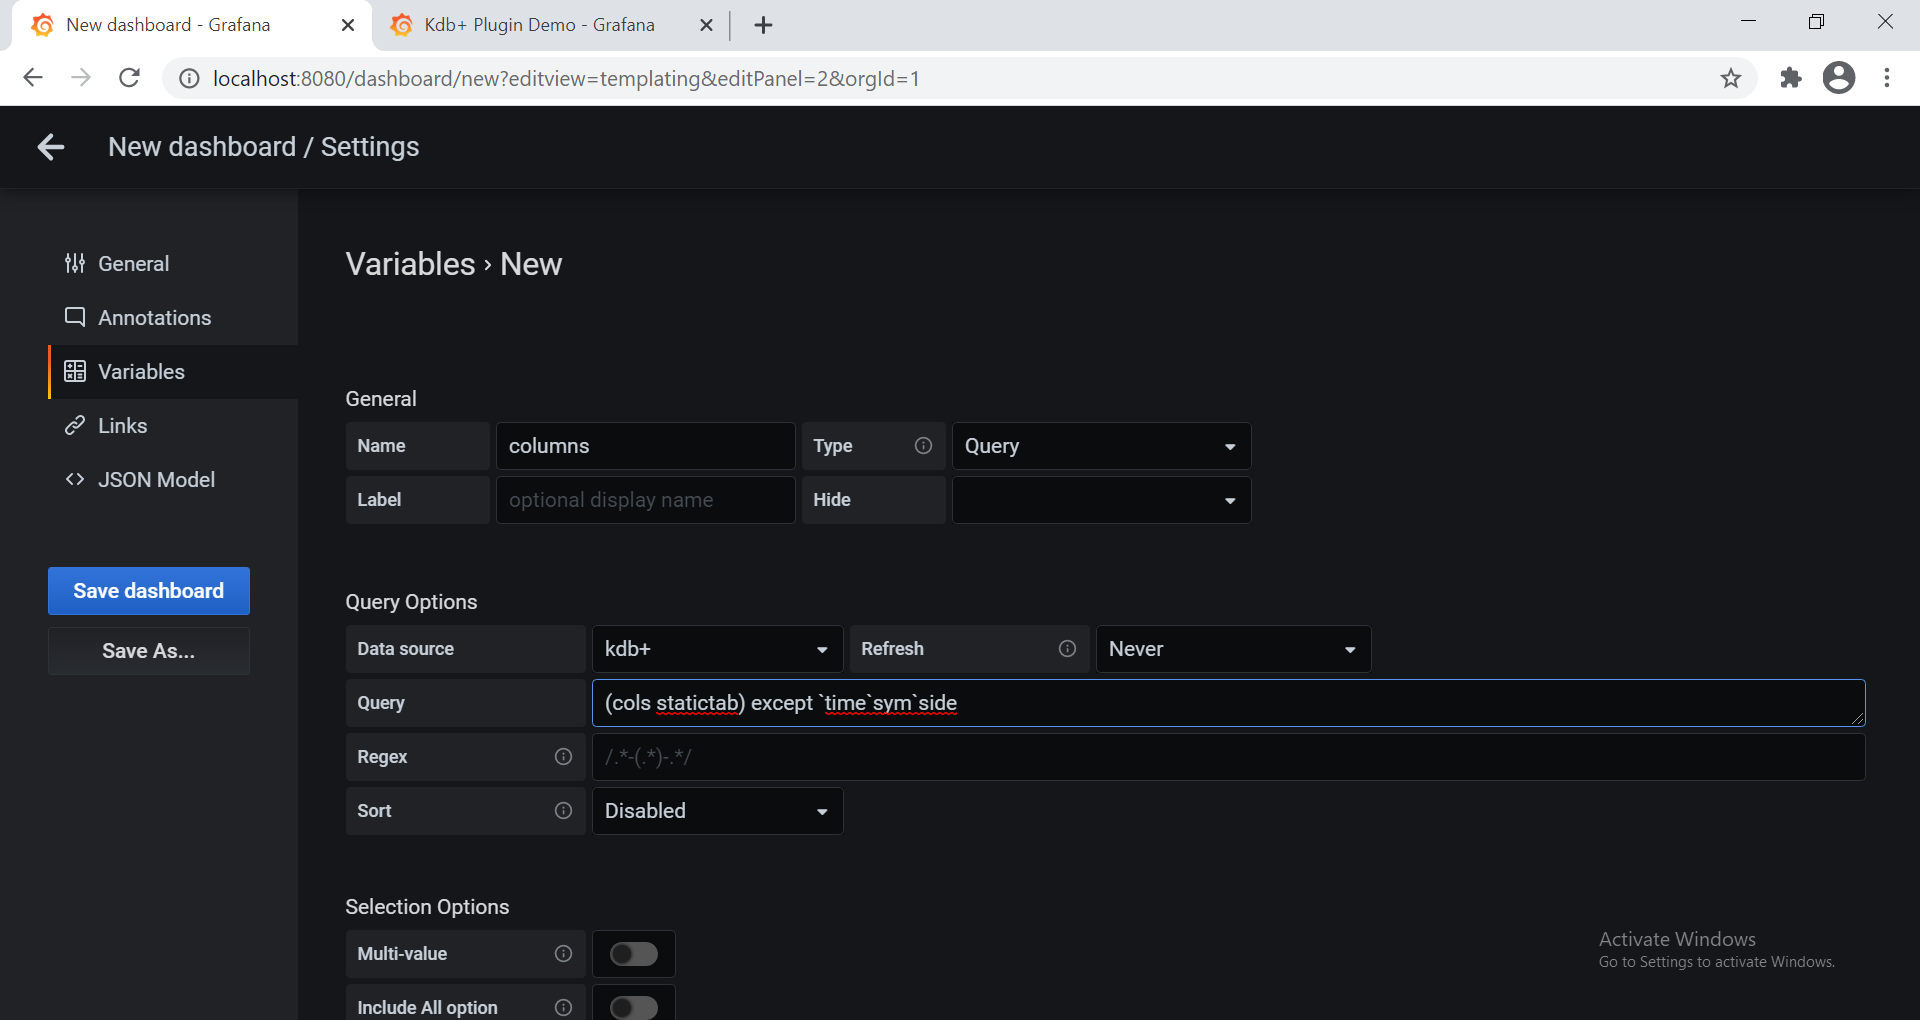 New dashboard - Grafana
Kdb+ Plugin Demo - Grafana
localhost:8080/dashboard/new?editview=templating&editPanel=2&orgId=1
New dashboard / Settings
General
Annotations
Variables
Links
JSON Model
Save dashboard
Save As...
Variables › New
General
Name columns Type Query
Label optional display name Hide
Query Options
Data source kdb+ Refresh Never
Query (cols statictab) except `time`sym`side
Regex /.*-(.*)-.*/
Sort Disabled
Selection Options
Multi-value
Include All option
Activate Windows
Go to Settings to activate Windows.